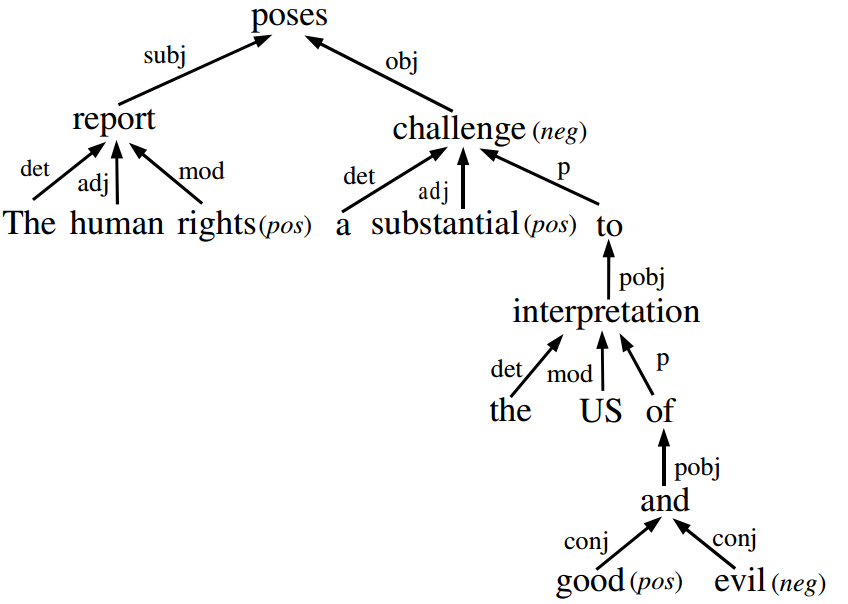 poses
subj obj
report challenge (neg)
det adj mod det adj p
The human rights (pos) a substantial (pos) to
pobj
interpretation
det mod p
the US of
pobj
and
conj conj
good (pos) evil (neg)